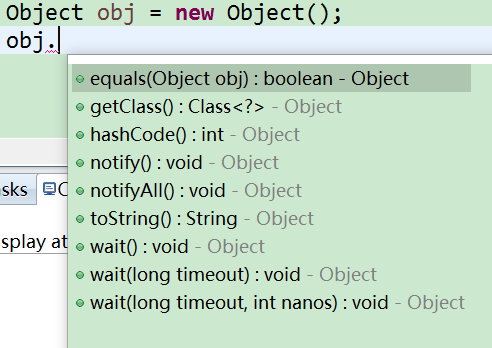 Object obj = new Object();
obj.
equals(Object obj) : boolean - Object
getClass() : Class<?> - Object
hashCode() : int - Object
notify() : void - Object
notifyAll() : void - Object
toString() : String - Object
wait() : void - Object
wait(long timeout) : void - Object
wait(long timeout, int nanos) : void - Object
asks
splay at